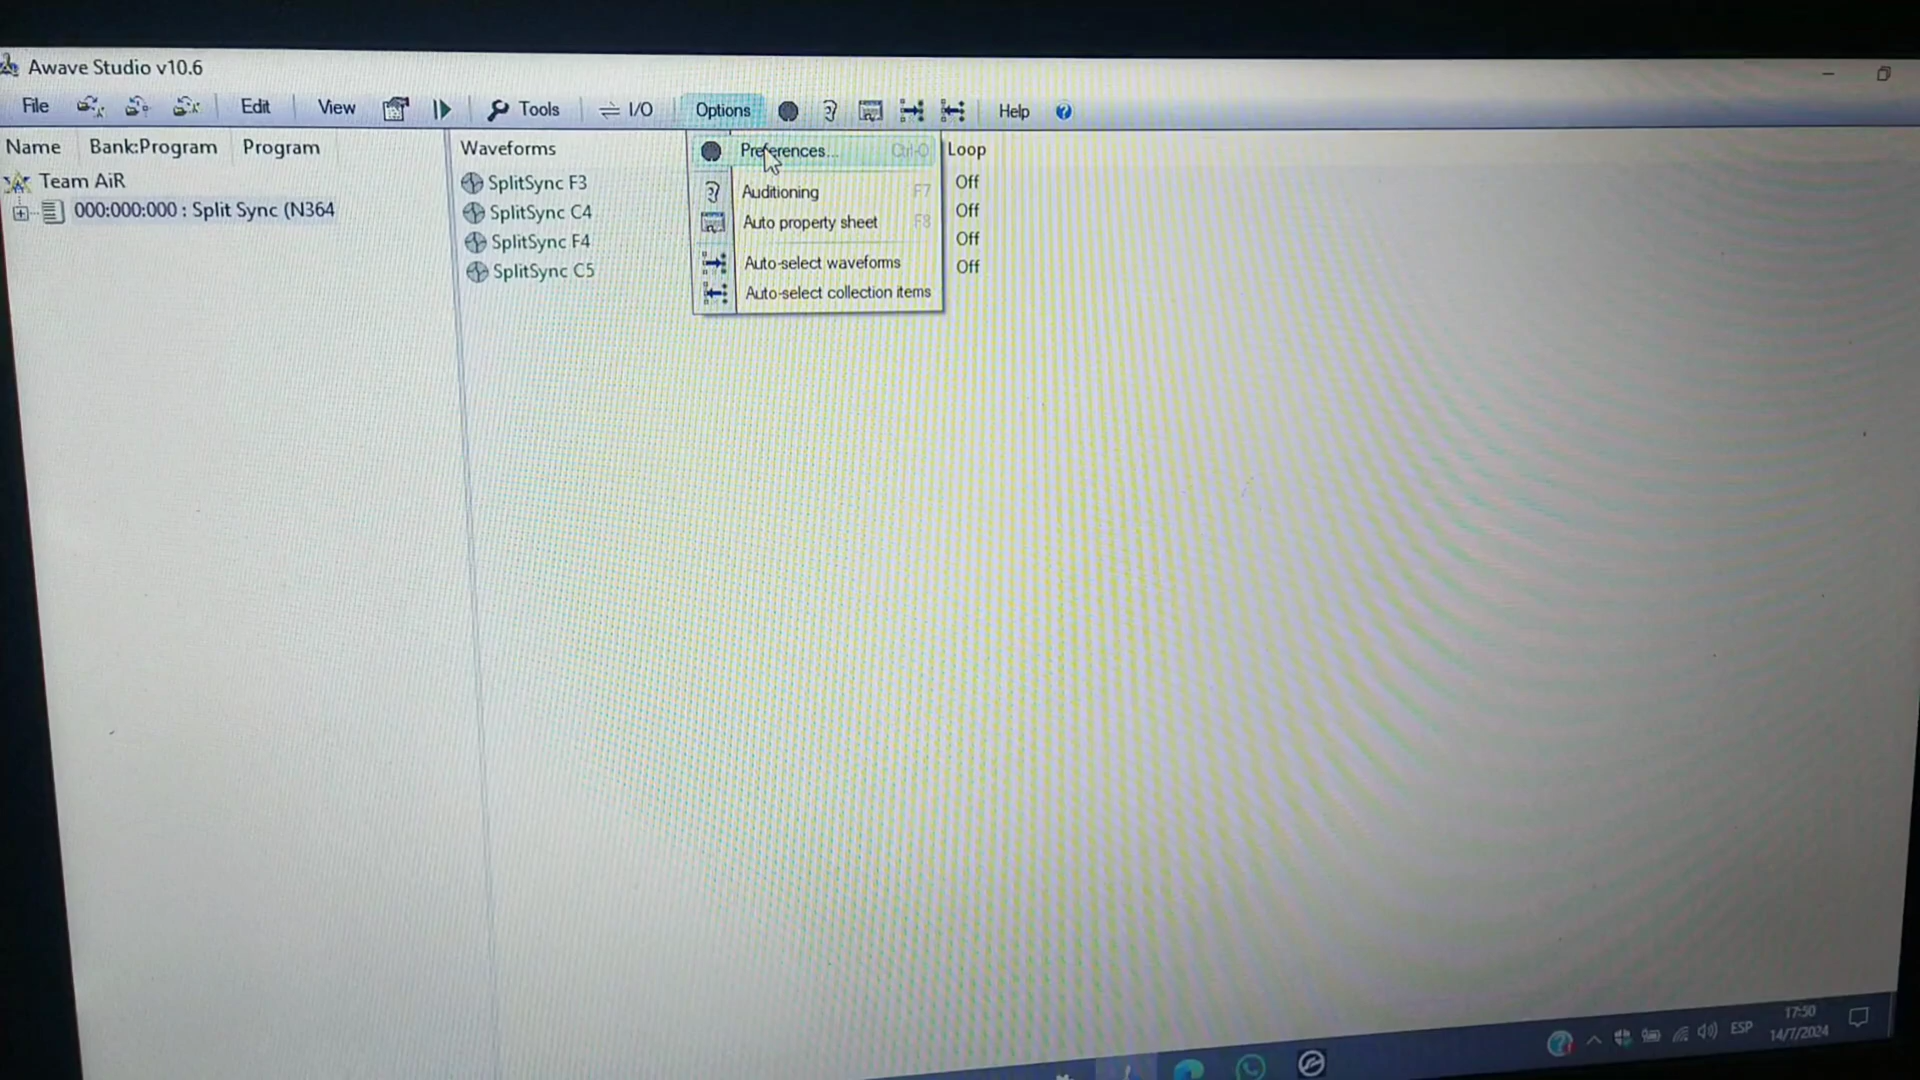 Awave Studio v10.6
File Edit View Tools I/O Options Help
Name Bank:Program Program Waveforms Loop
Preferences... Ctrl-O
Team AiR
000:000:000 : Split Sync (N364
SplitSync F3 Off
SplitSync C4 Off
SplitSync F4 Off
SplitSync C5 Off
Auditioning F7
Auto property sheet F8
Auto-select waveforms
Auto-select collection items
ESP
17:50
14/7/2024